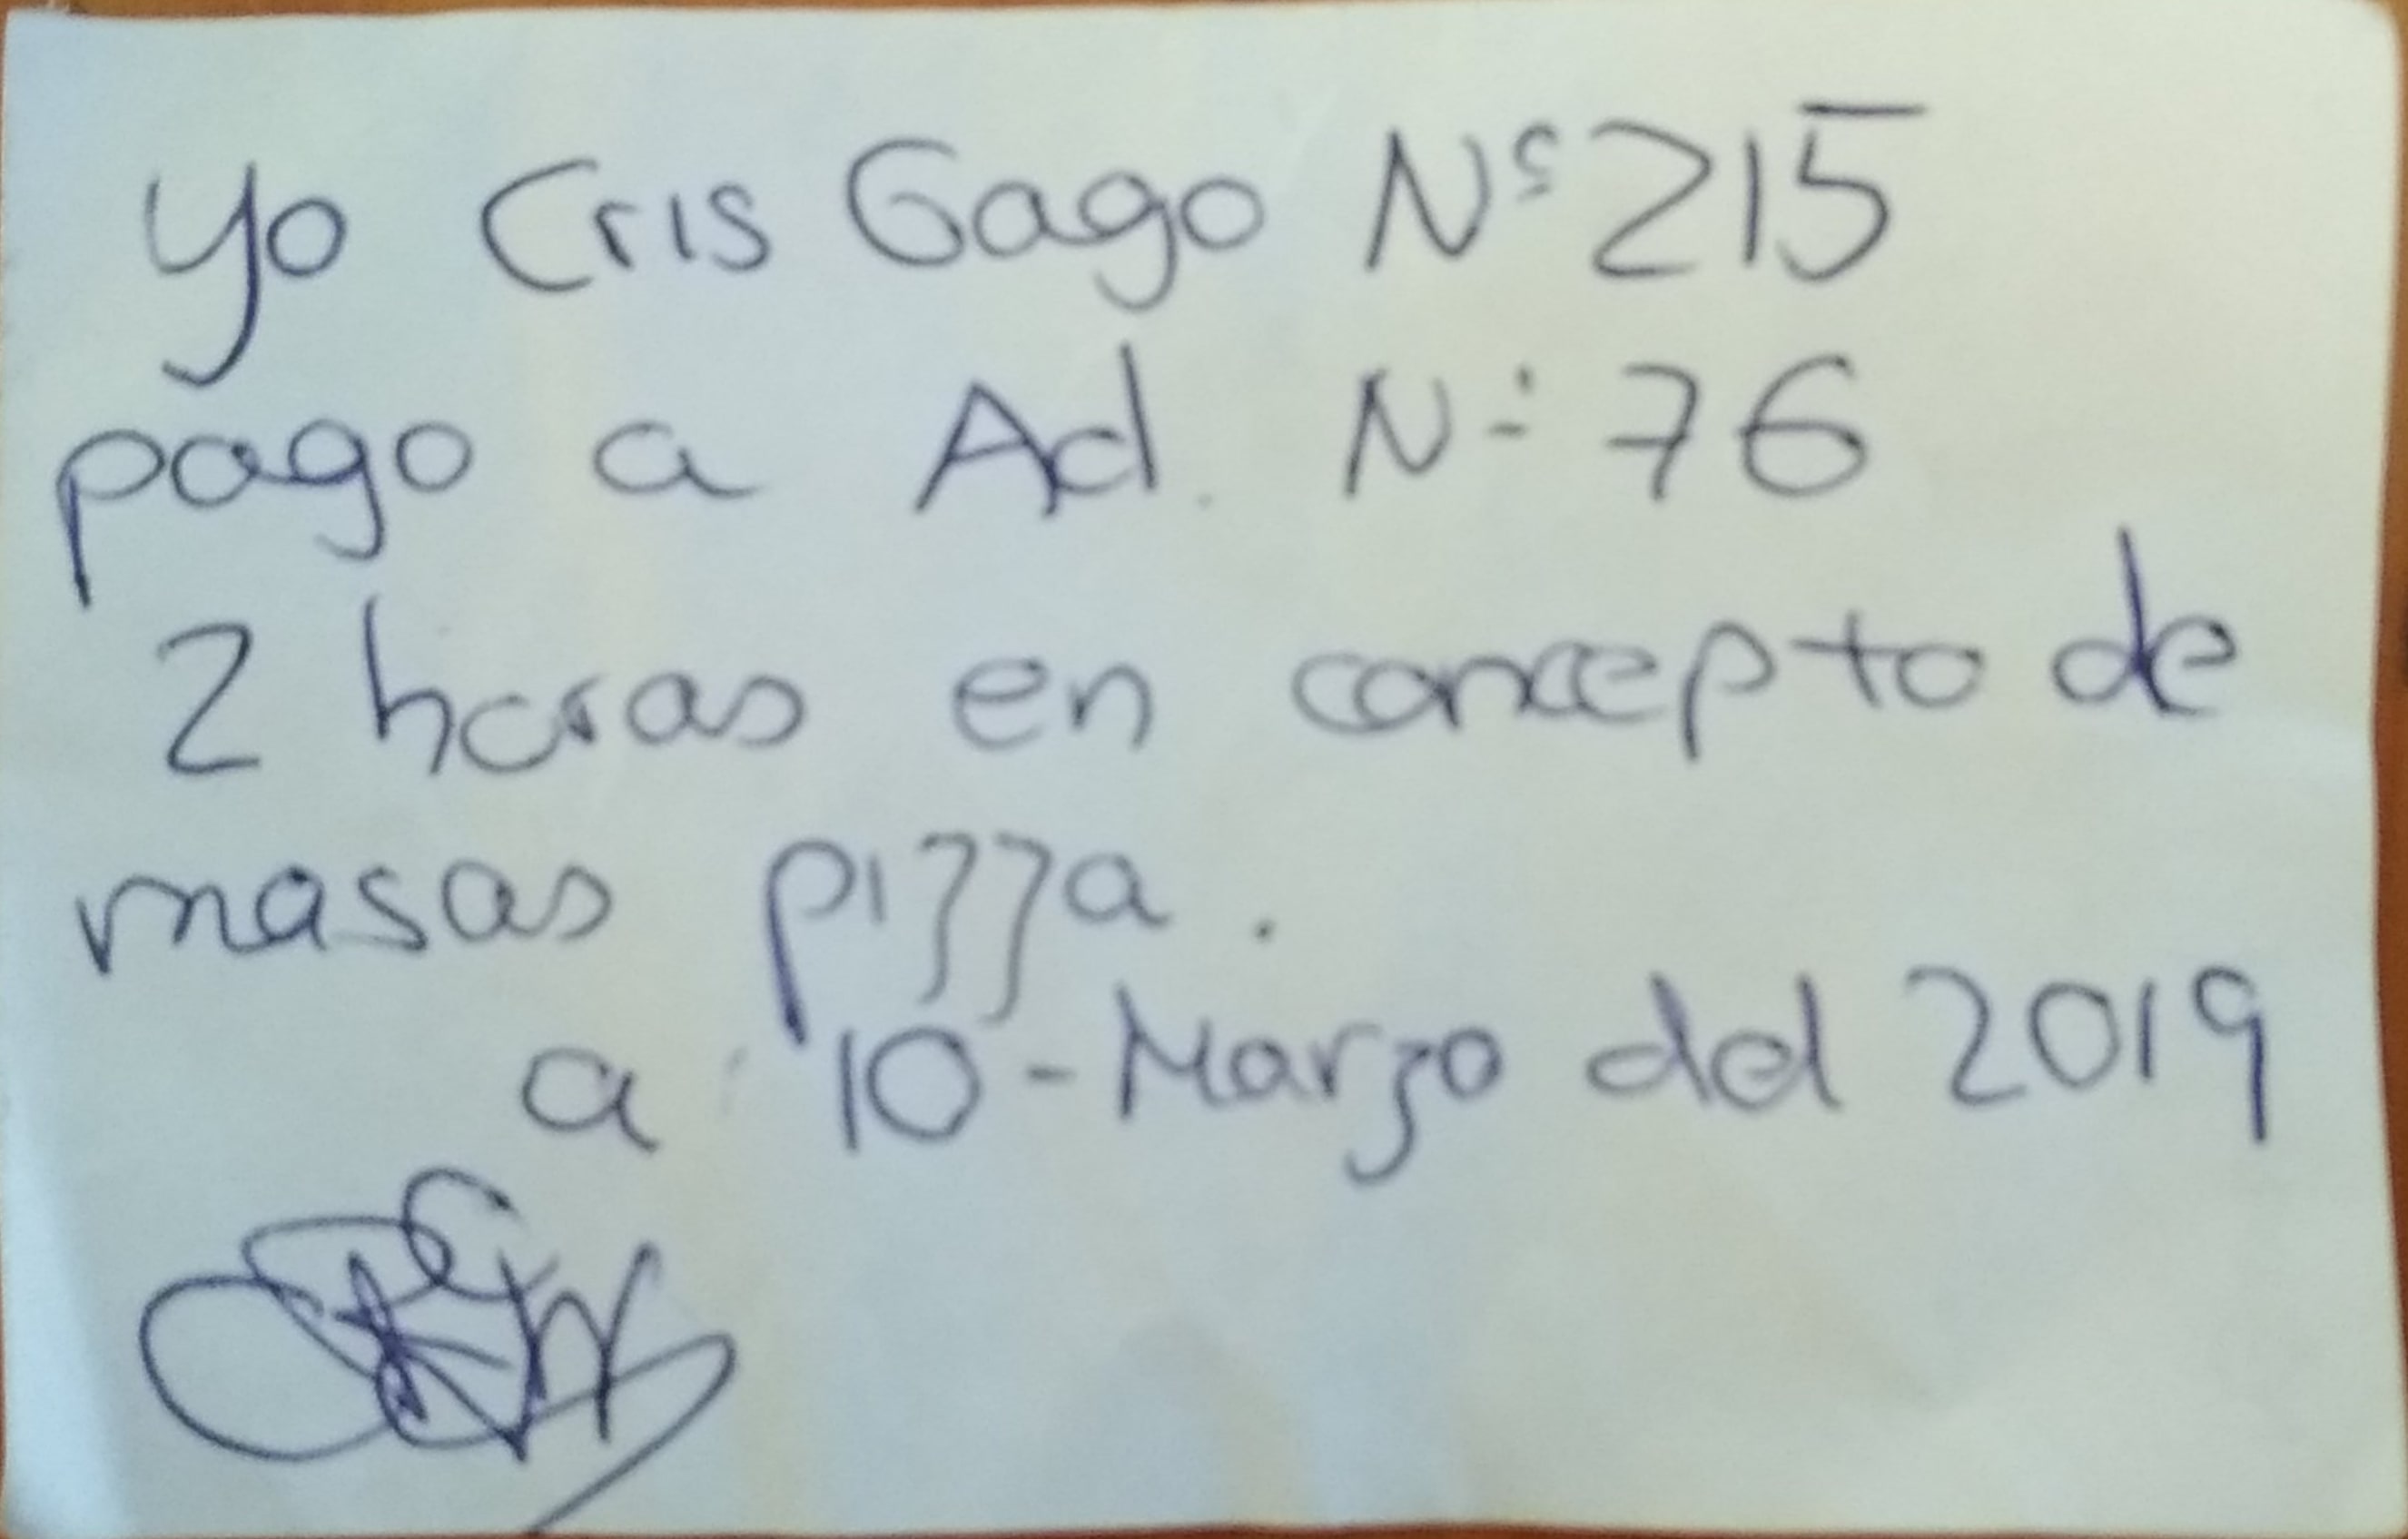 Yo Cris Gago Nº 215
pago a Ad. Nº 76
2 horas en concepto de
masas pizza.
a 10-Marzo del 2019